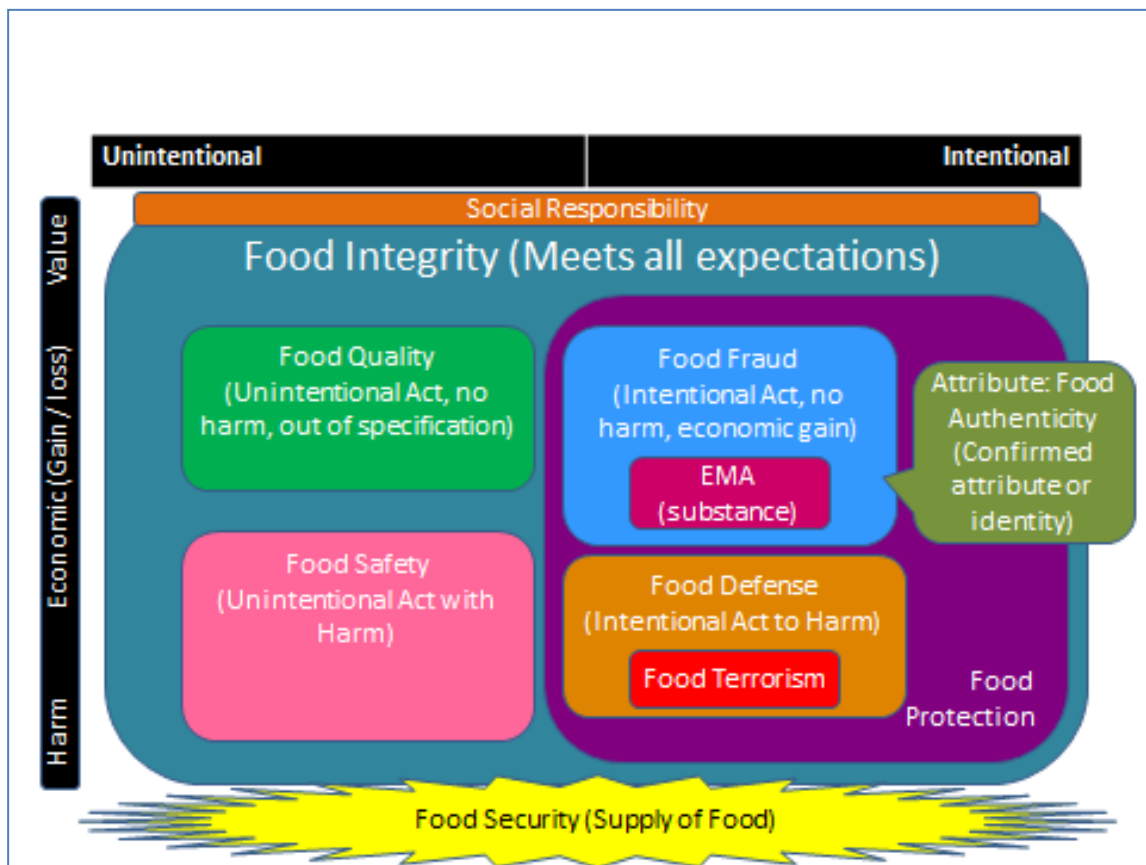 Unintentional
Intentional
Social Responsibility
Food Integrity (Meets all expectations)
Value
Economic (Gain / loss)
Harm
Food Quality
(Unintentional Act, no
harm, out of specification)
Food Fraud
(Intentional Act, no
harm, economic gain)
EMA
(substance)
Attribute: Food
Authenticity
(Confirmed
attribute or
identity)
Food Safety
(Unintentional Act with
Harm)
Food Defense
(Intentional Act to Harm)
Food Terrorism
Food
Protection
Food Security (Supply of Food)